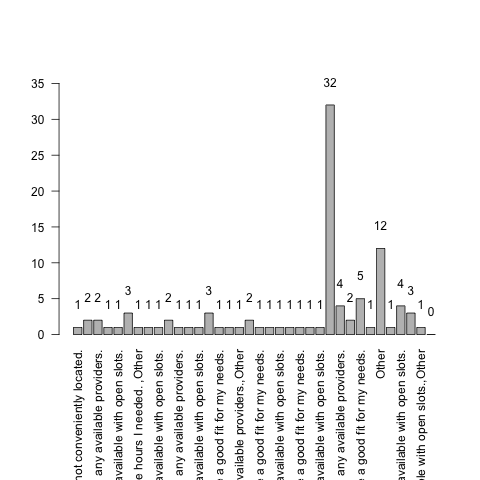 35
30
25
20
15
10
5
0
1 2 2 1 1 3 1 1 1 2 1 1 1 3 1 1 1 2 1 1 1 1 1 1 1 32 4 2 5 1 12 1 4 3 1 0
not conveniently located.
any available providers.
available with open slots.
e hours I needed. , Other
available with open slots.
any available providers.
available with open slots.
e a good fit for my needs.
vailable providers., Other
e a good fit for my needs.
available with open slots.
e a good fit for my needs.
available with open slots.
any available providers.
e a good fit for my needs.
Other
available with open slots.
ble with open slots., Other